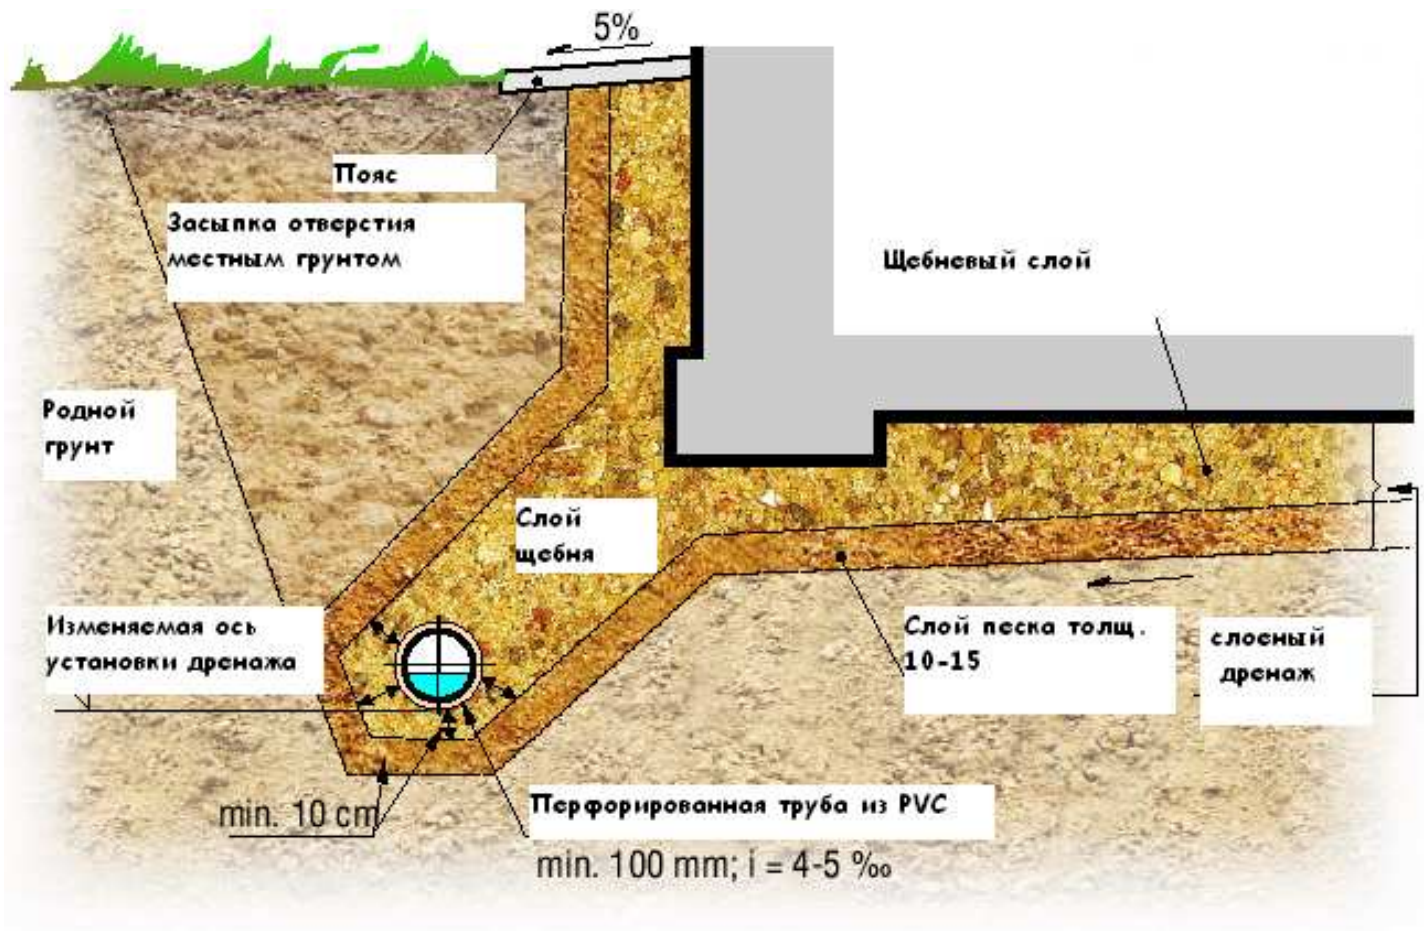 5%
Пояс
Засыпка отверстия
местным грунтом
Щебневый слой
Родной
грунт
Слой
щебня
Изменяемая ось
установки дренажа
Слой песка толщ.
10-15
слоеный
дренаж
min. 10 cm
Перфорированная труба из PVC
min. 100 mm; i = 4-5 ‰